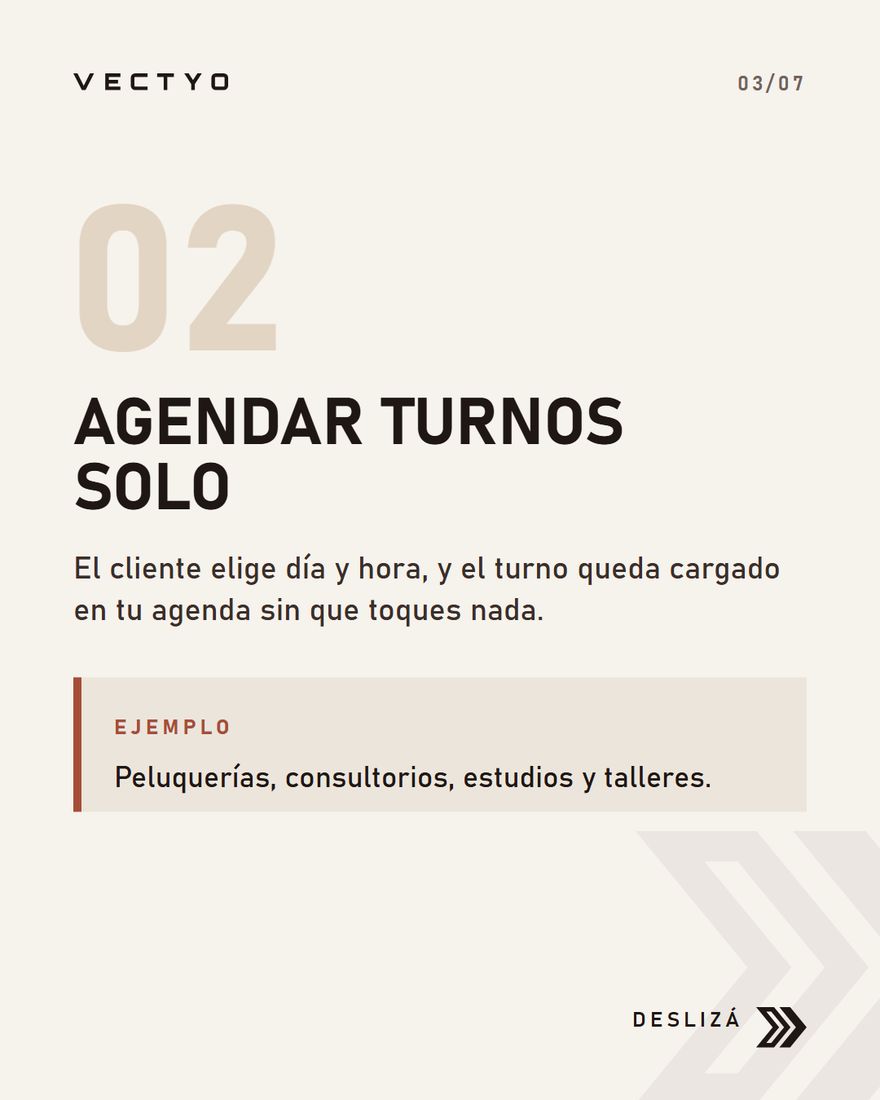 VECTYO
03/07
02
AGENDAR TURNOS
SOLO
El cliente elige día y hora, y el turno queda cargado
en tu agenda sin que toques nada.
EJEMPLO
Peluquerías, consultorios, estudios y talleres.
DESLIZÁ